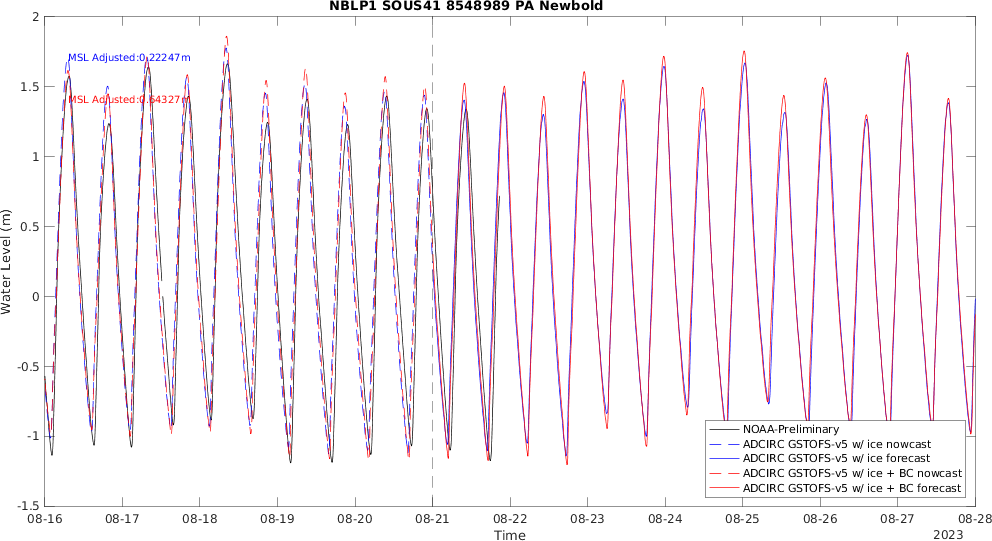 NBLP1 SOUS41 8548989 PA Newbold
2
1.5
1
0.5
0
-0.5
-1
-1.5
Water Level (m)
MSL Adjusted:0.22247m
MSL Adjusted:0.64327m
NOAA-Preliminary
ADCIRC GSTOFS-v5 w/ ice nowcast
ADCIRC GSTOFS-v5 w/ ice forecast
ADCIRC GSTOFS-v5 w/ ice + BC nowcast
ADCIRC GSTOFS-v5 w/ ice + BC forecast
08-16 08-17 08-18 08-19 08-20 08-21 08-22 08-23 08-24 08-25 08-26 08-27 08-28
Time
2023